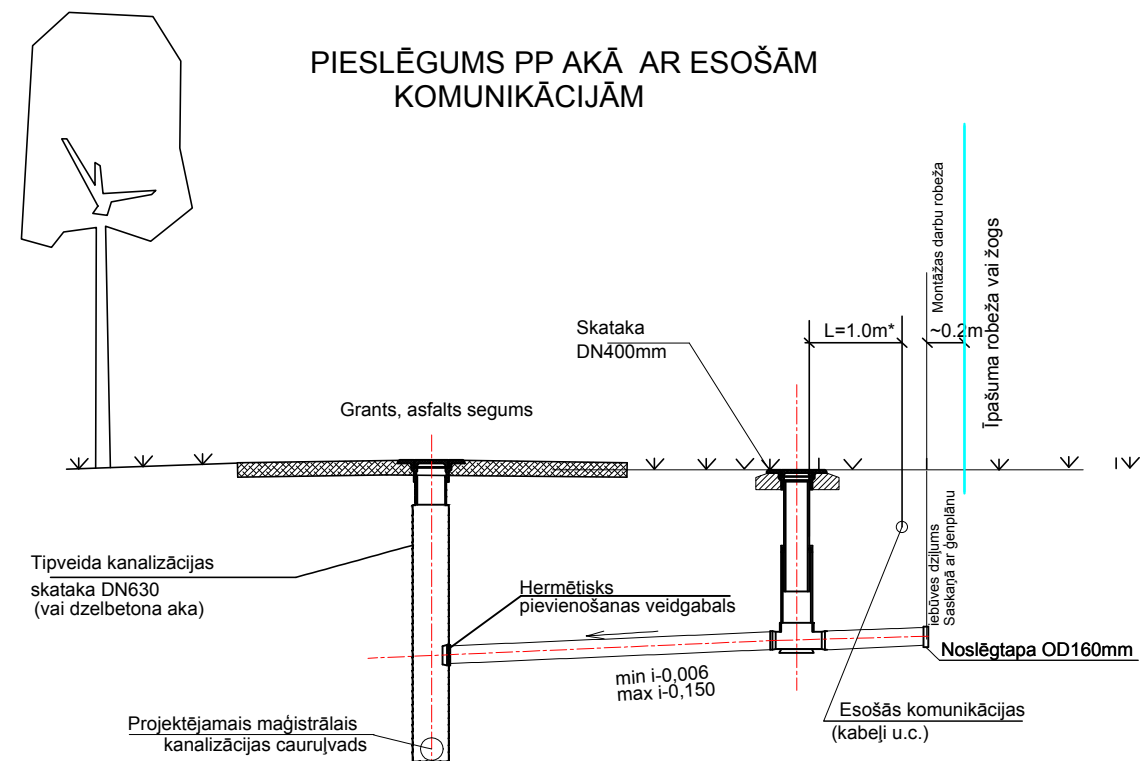 PIESLĒGUMS PP AKĀ AR ESOŠĀM
KOMUNIKĀCIJĀM
Montāžas darbu robeža
Īpašuma robeža vai žogs
L=1.0m*
~0.2m
Skataka
DN400mm
Grants, asfalts segums
Tipveida kanalizācijas
skataka DN630
(vai dzelbetona aka)
Hermētisks
pievienošanas veidgabals
iebūves dziļums
Saskaņā ar ģenplānu
Noslēgtapa OD160mm
min i-0,006
max i-0,150
Esošās komunikācijas
(kabeļi u.c.)
Projektējamais maģistrālais
kanalizācijas cauruļvads